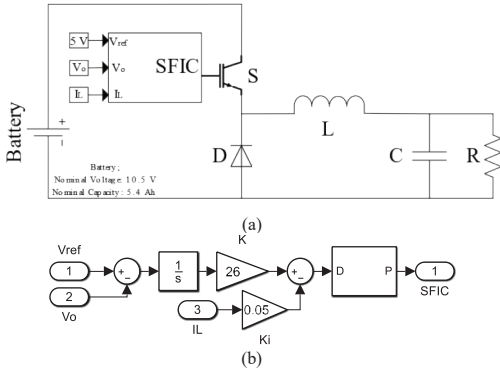 5 V
Vref
Vo
Vo
IL
IL
SFIC
S
Battery
+
-
D
L
C
R
Battery;
Nominal Voltage: 10.5 V
Nominal Capacity: 5.4 Ah
(a)
Vref
1
2
Vo
+
-
1
s
K
26
3
IL
0.05
Ki
+
-
D
P
1
SFIC
(b)